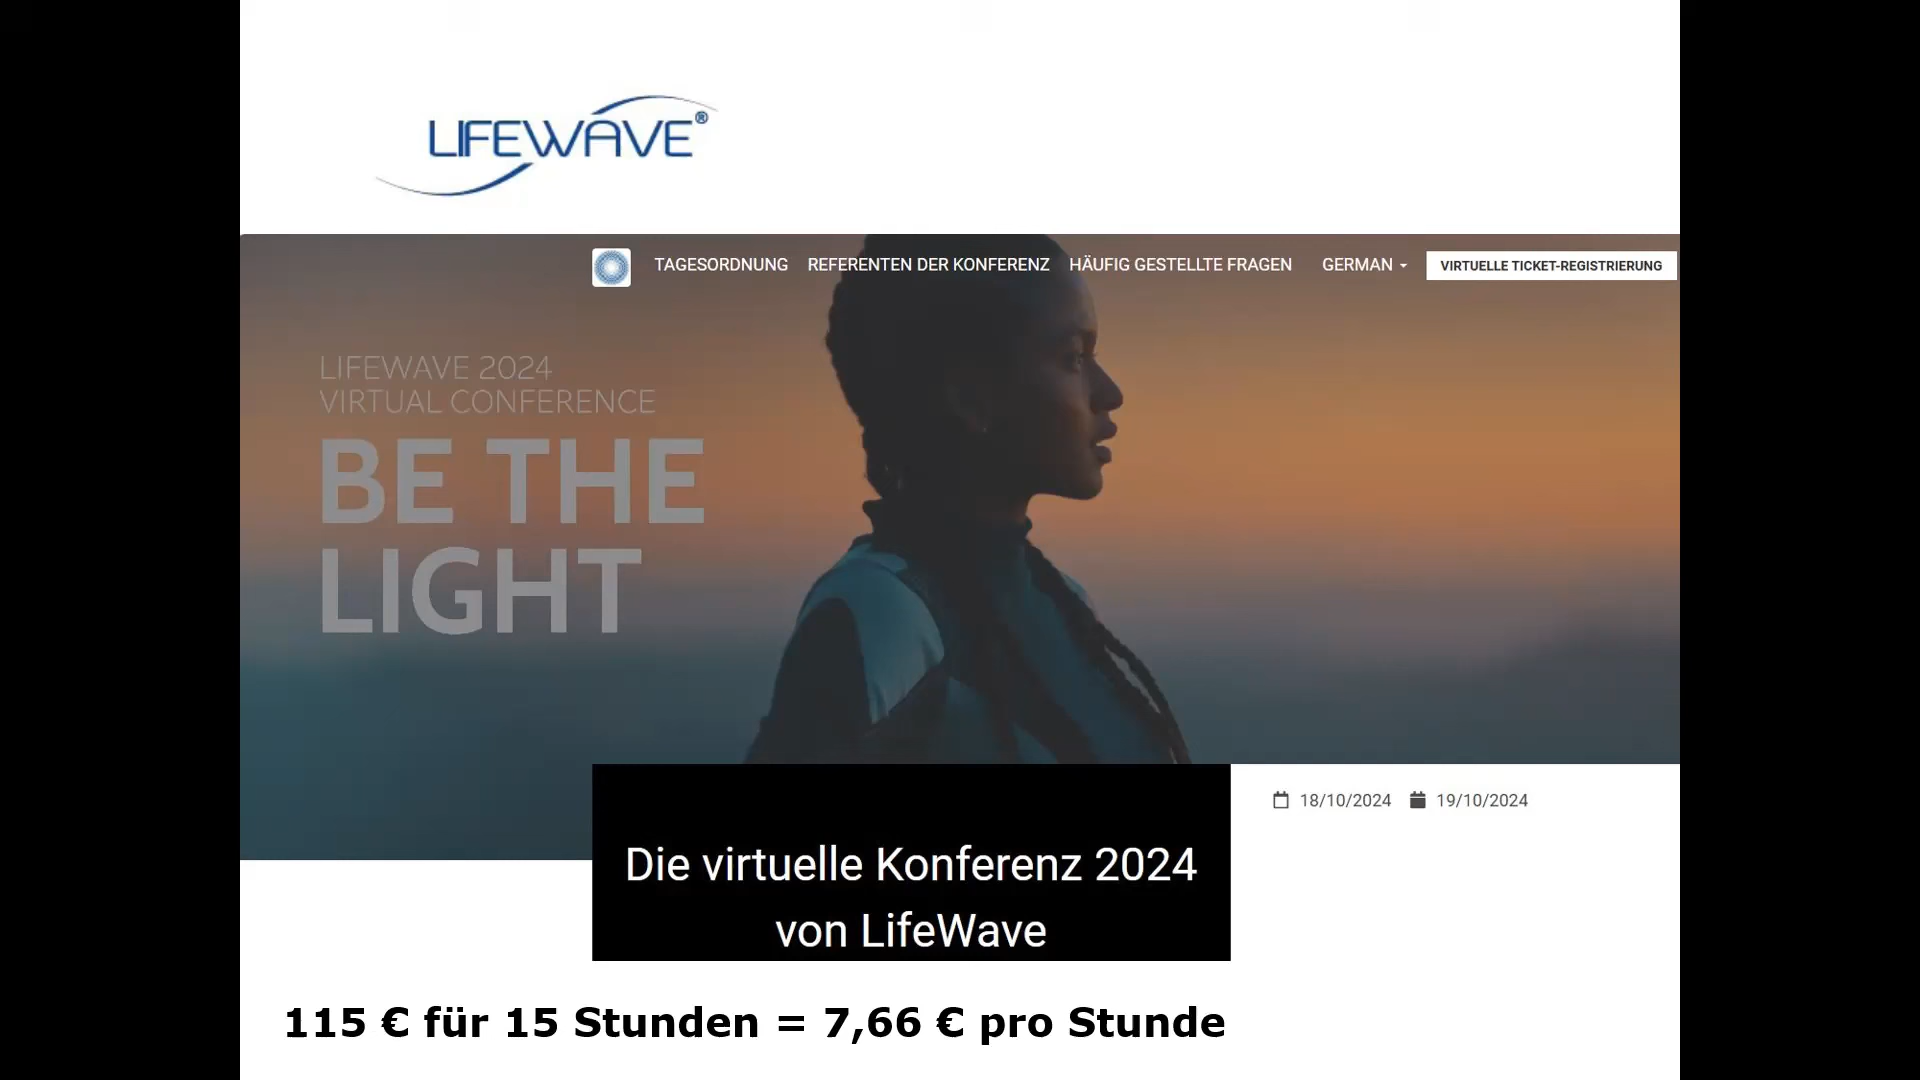 LIFEWAVE®
TAGESORDNUNG REFERENTEN DER KONFERENZ HÄUFIG GESTELLTE FRAGEN GERMAN VIRTUELLE TICKET-REGISTRIERUNG
LIFEWAVE 2024
VIRTUAL CONFERENCE
BE THE
LIGHT
18/10/2024 19/10/2024
Die virtuelle Konferenz 2024
von LifeWave
115 € für 15 Stunden = 7,66 € pro Stunde